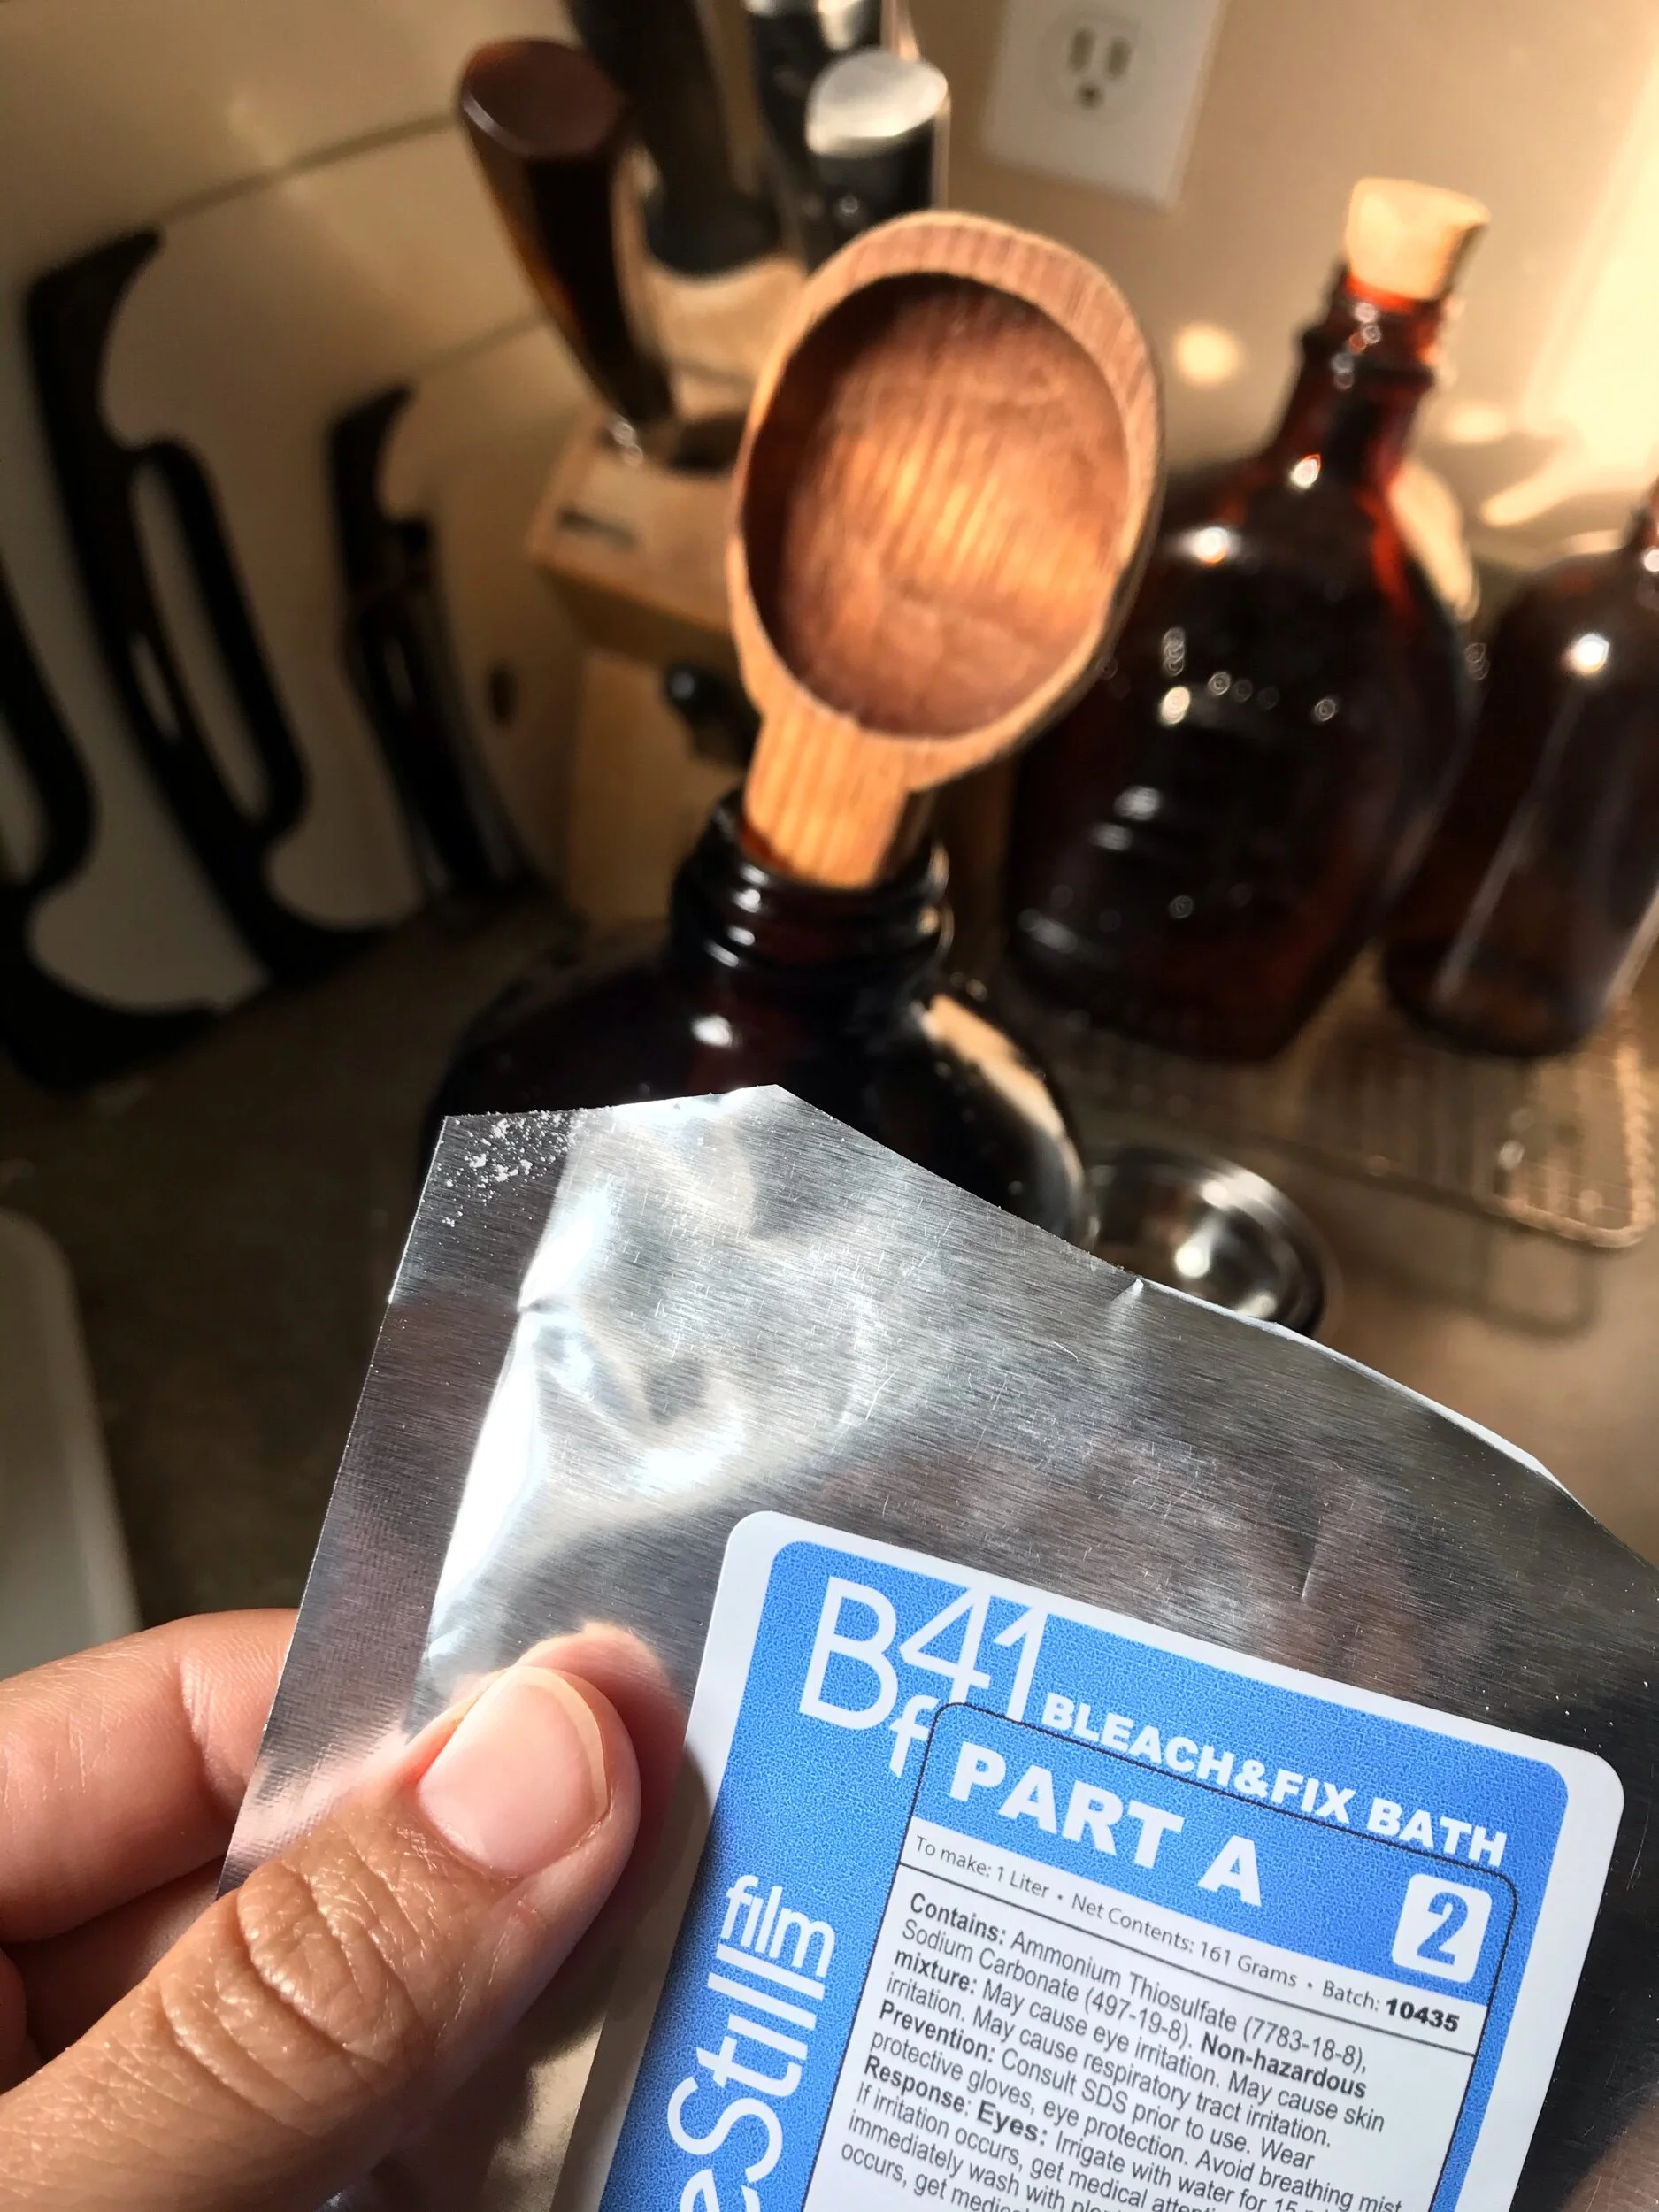 B41
Bf
BLEACH&FIX BATH
PART A
2
To make: 1 Liter • Net Contents: 161 Grams • Batch: 10435
Contains: Ammonium Thiosulfate (7783-18-8),
Sodium Carbonate (497-19-8). Non-hazardous
mixture: May cause eye irritation. May cause skin
irritation. May cause respiratory tract irritation.
Prevention: Consult SDS prior to use. Wear
protective gloves, eye protection. Avoid breathing mist
Response: Eyes: Irrigate with water for 15
If irritation occurs, get medical
immediately wash with
occurs, get
eStill
film